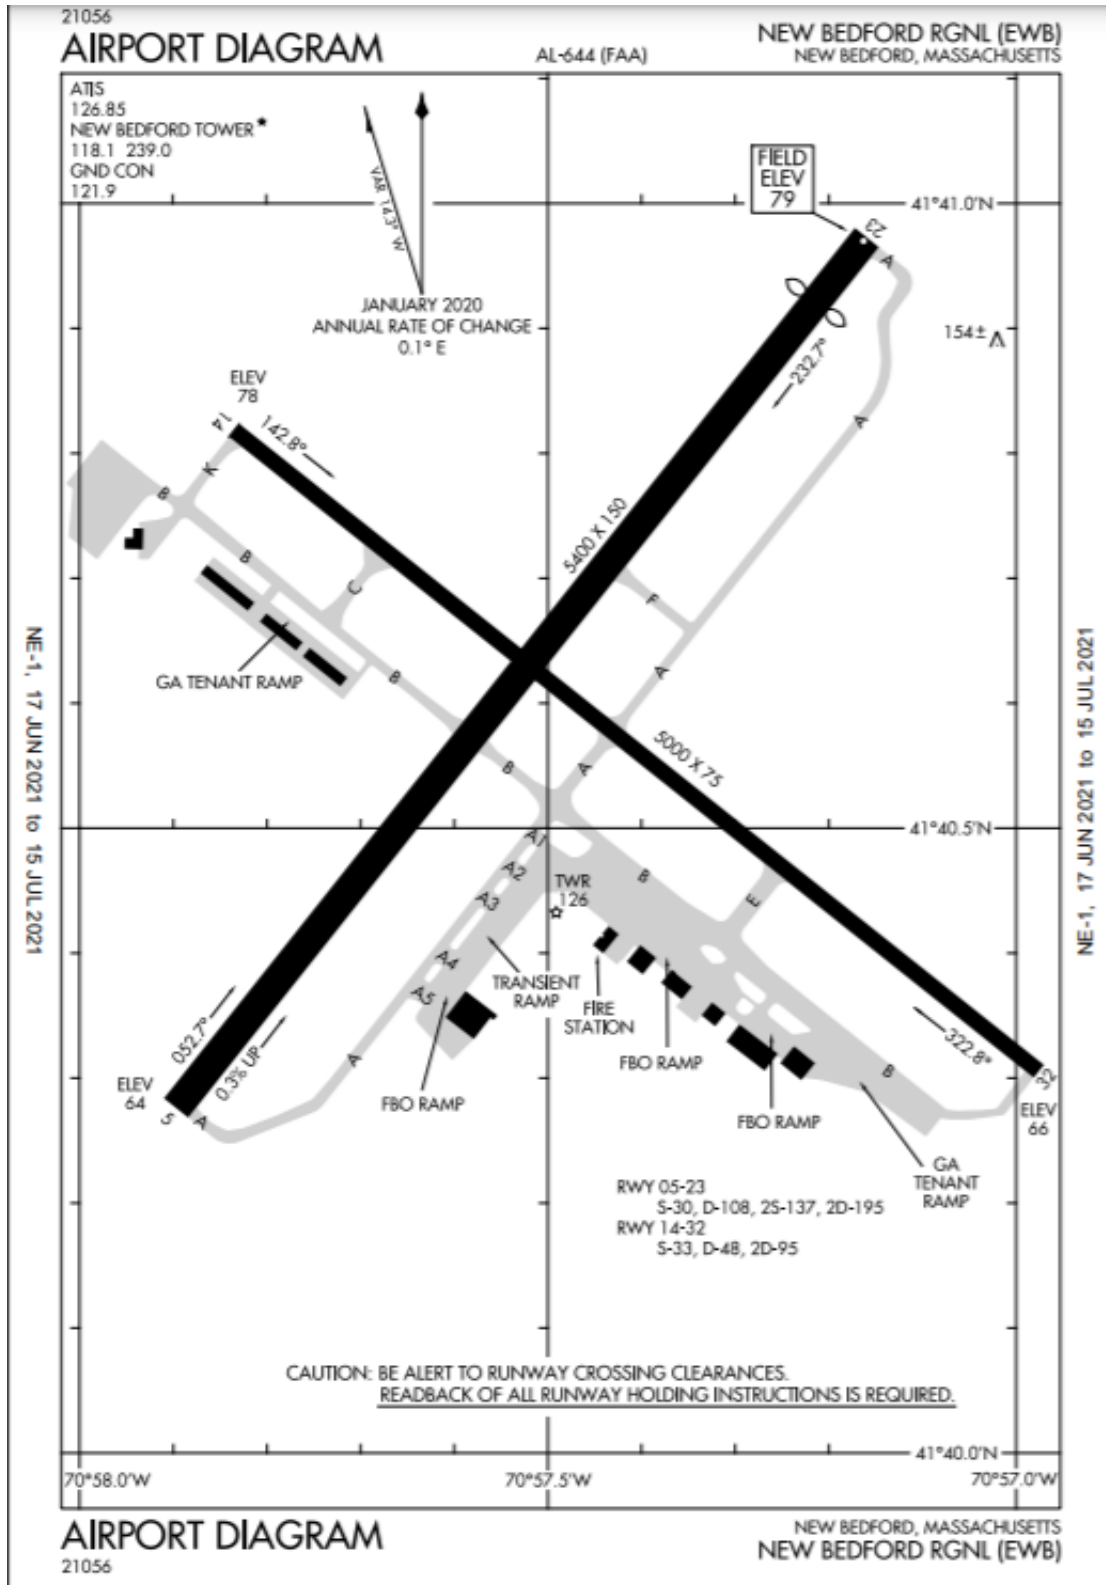 21056
AIRPORT DIAGRAM
AL-644 (FAA)
NEW BEDFORD RGNL (EWB)
NEW BEDFORD, MASSACHUSETTS
ATIS
126.85
NEW BEDFORD TOWER*
118.1 239.0
GND CON
121.9
VAR 14.3° W
JANUARY 2020
ANNUAL RATE OF CHANGE
0.1° E
FIELD
ELEV
79
41°41.0'N
23
A
154±
232.7°
A
ELEV
78
14
142.8°
K
B
B
C
5400 X 150
F
GA TENANT RAMP
B
A
5000 X 75
B
A
41°40.5'N
A1
A2
A3
A4
A5
TWR
126
B
E
TRANSIENT
RAMP
FIRE
STATION
FBO RAMP
FBO RAMP
FBO RAMP
322.8°
B
32
ELEV
66
052.7°
0.3% UP
A
ELEV
64
5
A
GA
TENANT
RAMP
RWY 05-23
S-30, D-108, 2S-137, 2D-195
RWY 14-32
S-33, D-48, 2D-95
CAUTION: BE ALERT TO RUNWAY CROSSING CLEARANCES.
READBACK OF ALL RUNWAY HOLDING INSTRUCTIONS IS REQUIRED.
41°40.0'N
70°58.0'W
70°57.5'W
70°57.0'W
NE-1, 17 JUN 2021 to 15 JUL 2021
NE-1, 17 JUN 2021 to 15 JUL 2021
AIRPORT DIAGRAM
21056
NEW BEDFORD, MASSACHUSETTS
NEW BEDFORD RGNL (EWB)